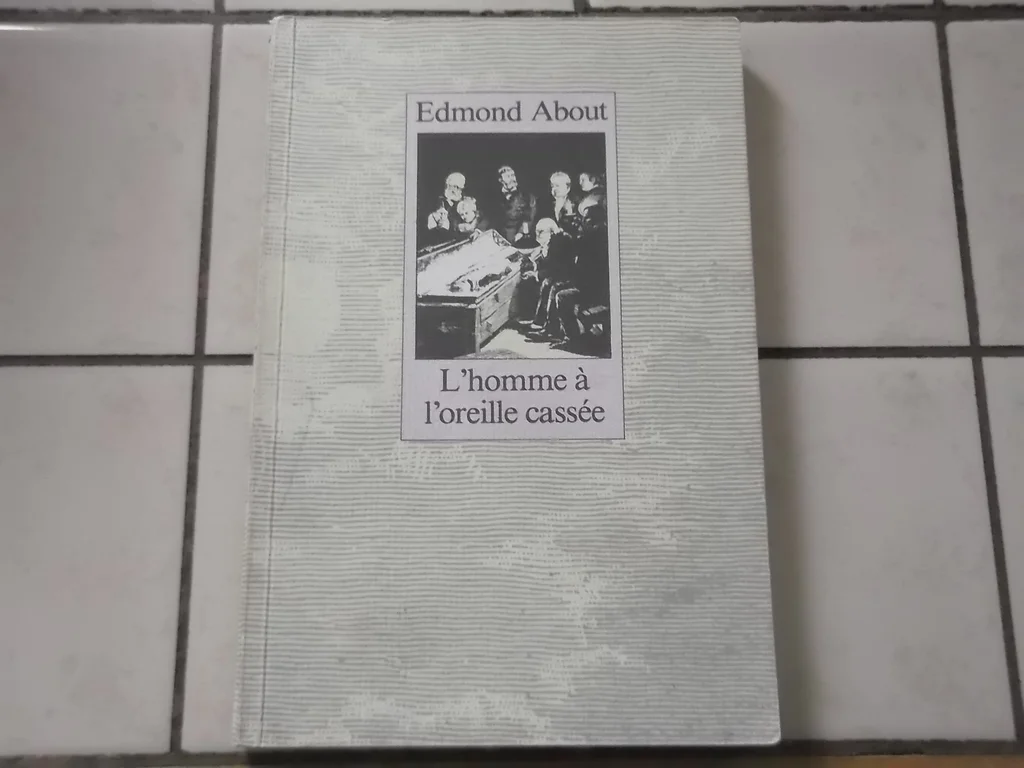 Edmond About
L'homme à
l'oreille cassée